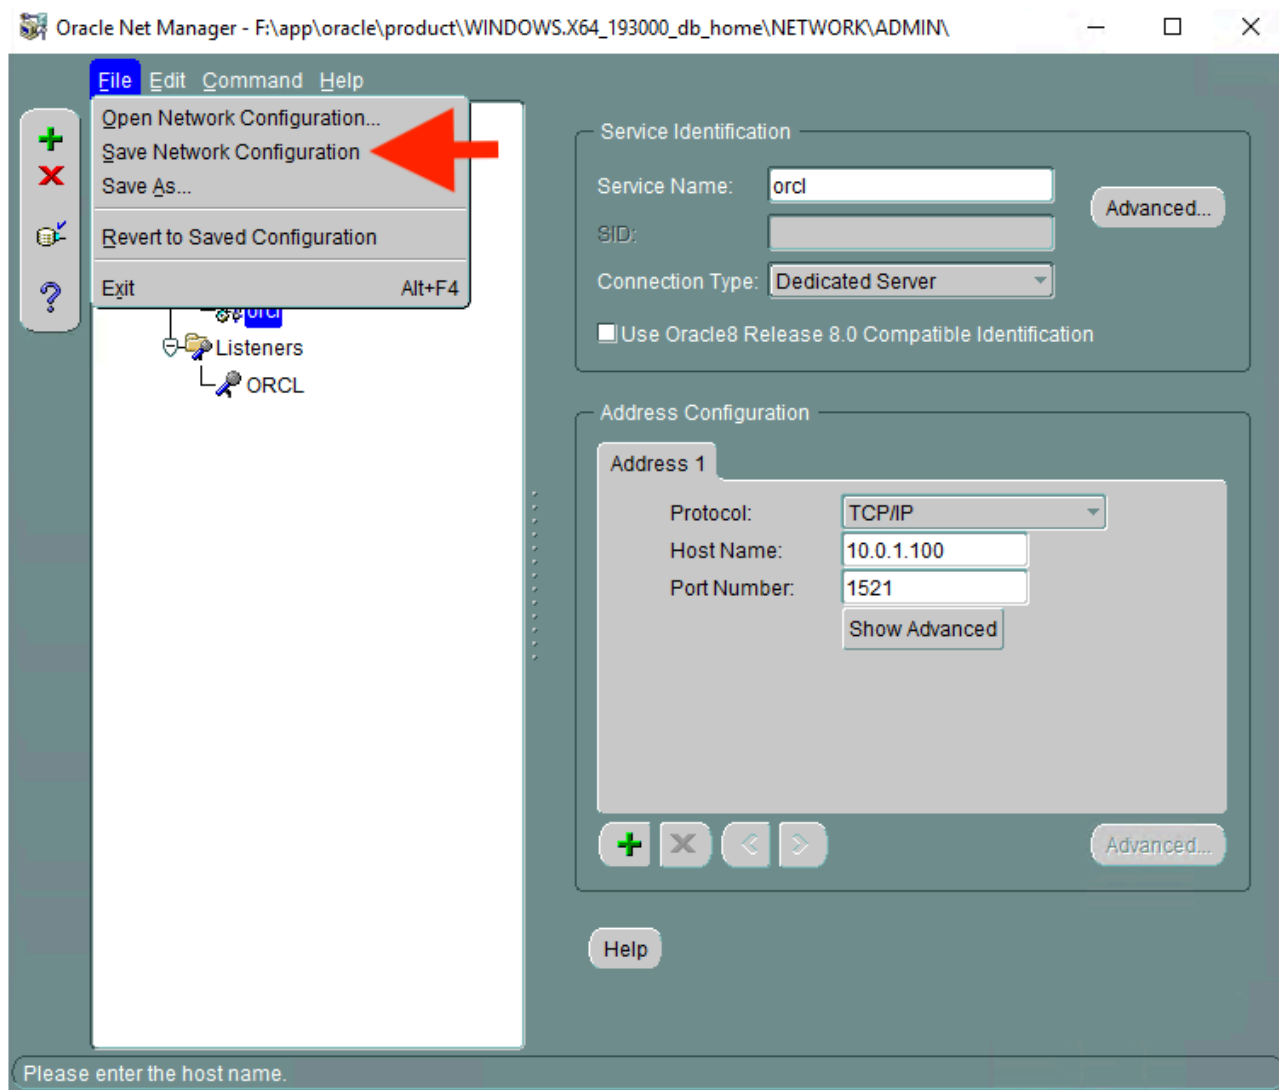 Oracle Net Manager - F:\app\oracle\product\WINDOWS.X64_193000_db_home\NETWORK\ADMIN\
File Edit Command Help
Open Network Configuration...
Save Network Configuration
Save As...
Revert to Saved Configuration
Exit Alt+F4
orcl
Listeners
ORCL
Service Identification
Service Name: orcl
Advanced...
SID:
Connection Type: Dedicated Server
Use Oracle8 Release 8.0 Compatible Identification
Address Configuration
Address 1
Protocol: TCP/IP
Host Name: 10.0.1.100
Port Number: 1521
Show Advanced
Advanced...
Help
Please enter the host name.